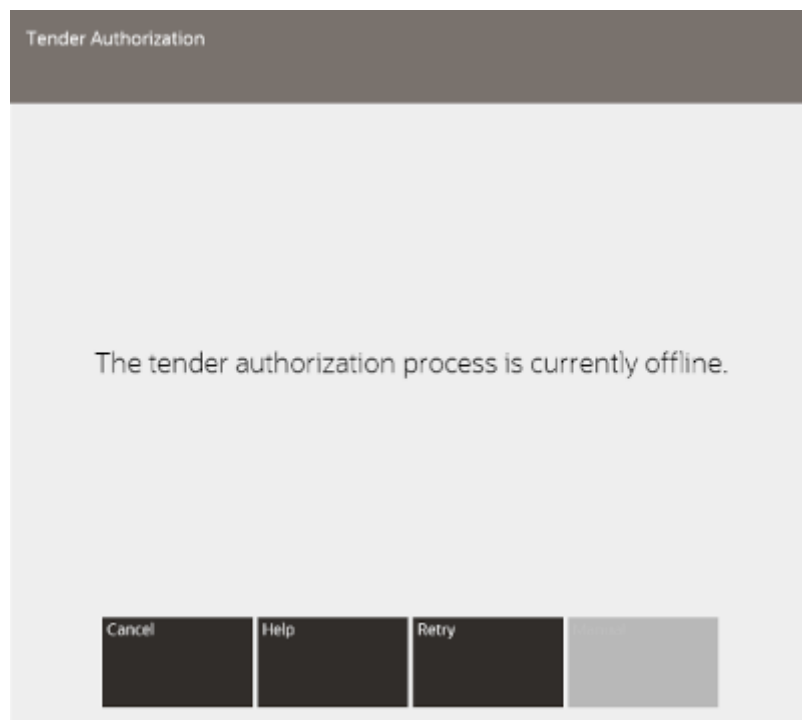 Tender Authorization
The tender authorization process is currently offline.
Cancel
Help
Retry